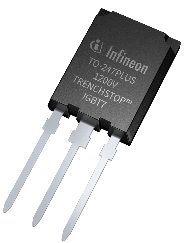 Infineon
TO-247PLUS
1200V
TRENCHSTOP™
IGBT7